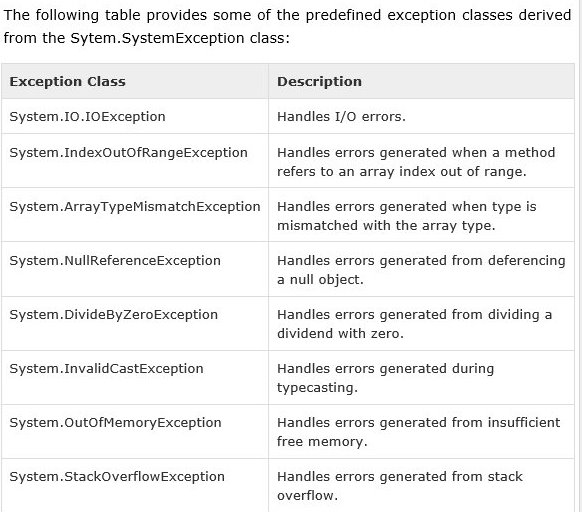 The following table provides some of the predefined exception classes derived
from the Sytem.SystemException class:
Exception Class Description
System.IO.IOException Handles I/O errors.
System.IndexOutOfRangeException Handles errors generated when a method
refers to an array index out of range.
System.ArrayTypeMismatchException Handles errors generated when type is
mismatched with the array type.
System.NullReferenceException Handles errors generated from deferencing
a null object.
System.DivideByZeroException Handles errors generated from dividing a
dividend with zero.
System.InvalidCastException Handles errors generated during
typecasting.
System.OutOfMemoryException Handles errors generated from insufficient
free memory.
System.StackOverflowException Handles errors generated from stack
overflow.